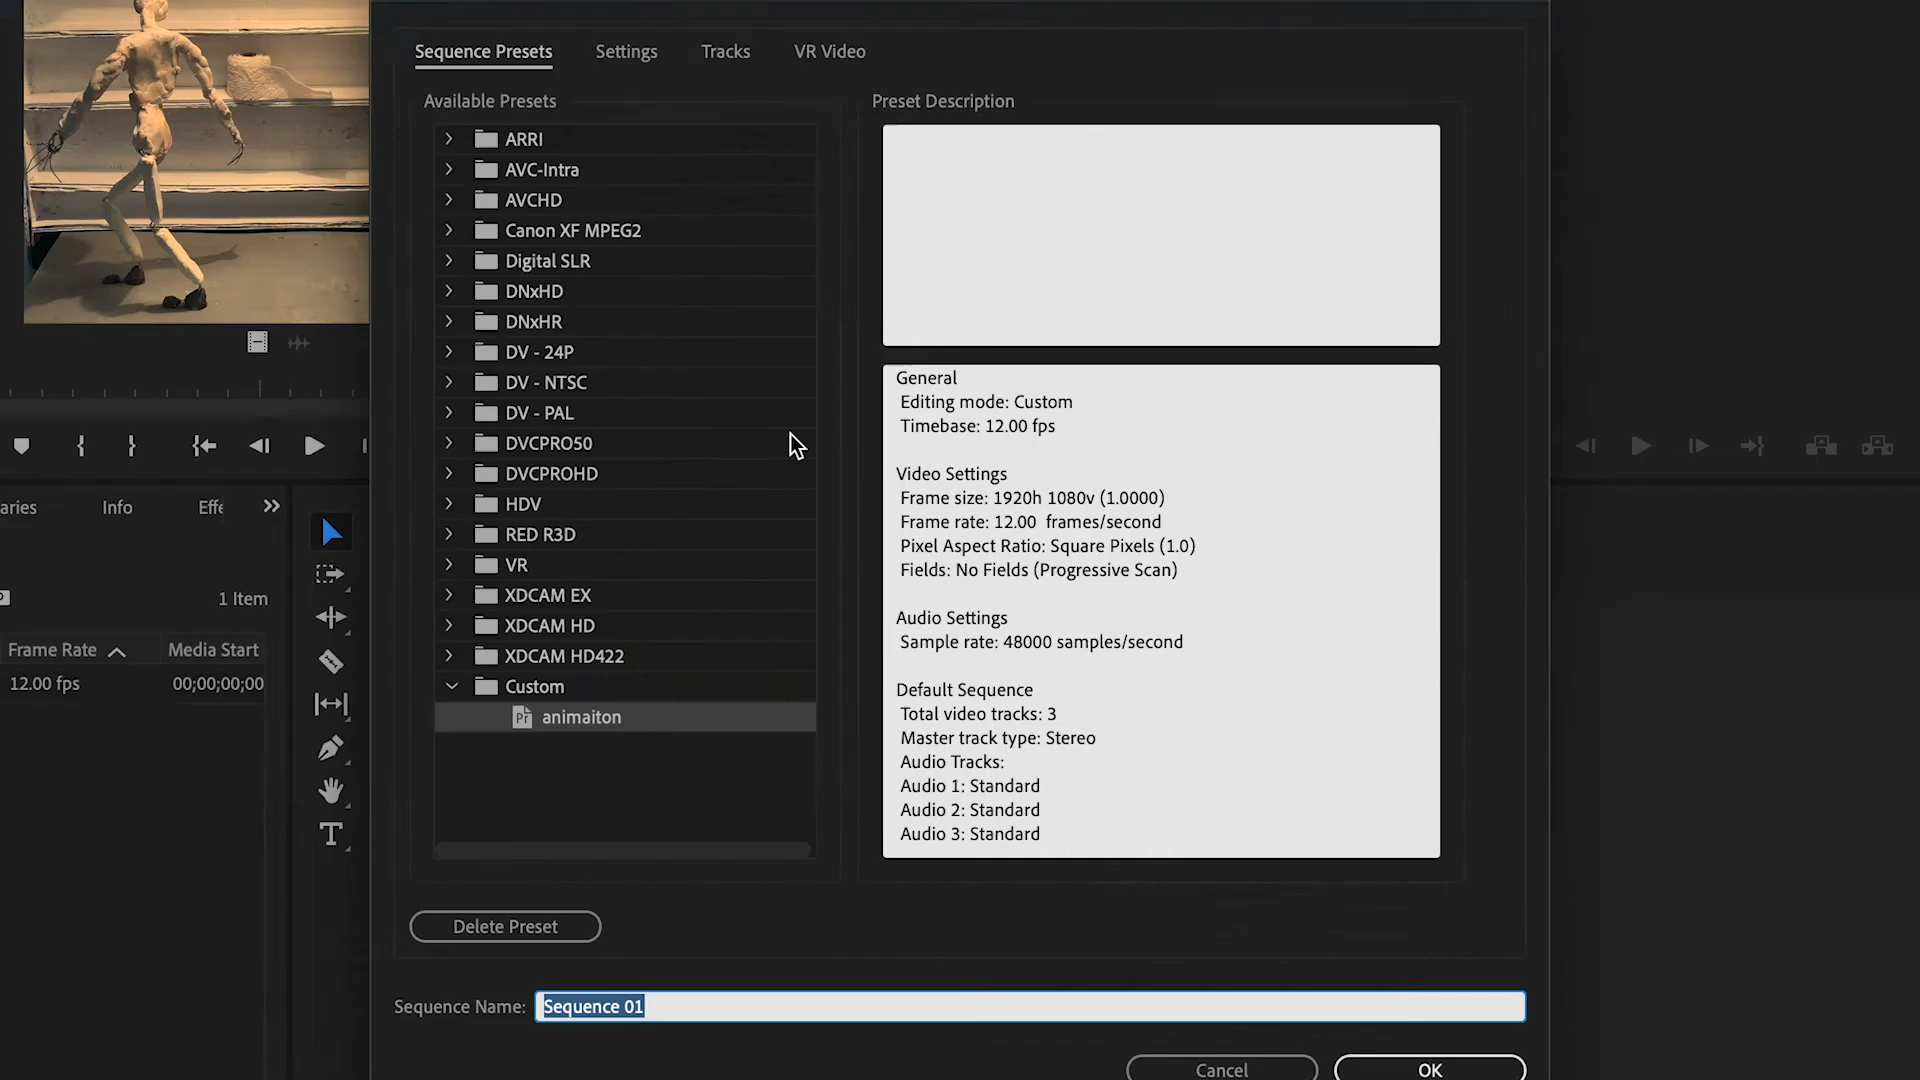 Sequence Presets
Settings
Tracks
VR Video
Available Presets
Preset Description
ARRI
AVC-Intra
AVCHD
Canon XF MPEG2
Digital SLR
DNxHD
DNxHR
DV - 24P
DV - NTSC
DV - PAL
DVCPRO50
DVCPROHD
HDV
RED R3D
VR
XDCAM EX
XDCAM HD
XDCAM HD422
Custom
Pr animaiton
General
Editing mode: Custom
Timebase: 12.00 fps
Video Settings
Frame size: 1920h 1080v (1.0000)
Frame rate: 12.00 frames/second
Pixel Aspect Ratio: Square Pixels (1.0)
Fields: No Fields (Progressive Scan)
Audio Settings
Sample rate: 48000 samples/second
Default Sequence
Total video tracks: 3
Master track type: Stereo
Audio Tracks:
Audio 1: Standard
Audio 2: Standard
Audio 3: Standard
Delete Preset
Sequence Name: Sequence 01
Cancel
OK
aries
Info
Effe
1 Item
Frame Rate
Media Start
12.00 fps
00;00;00;00